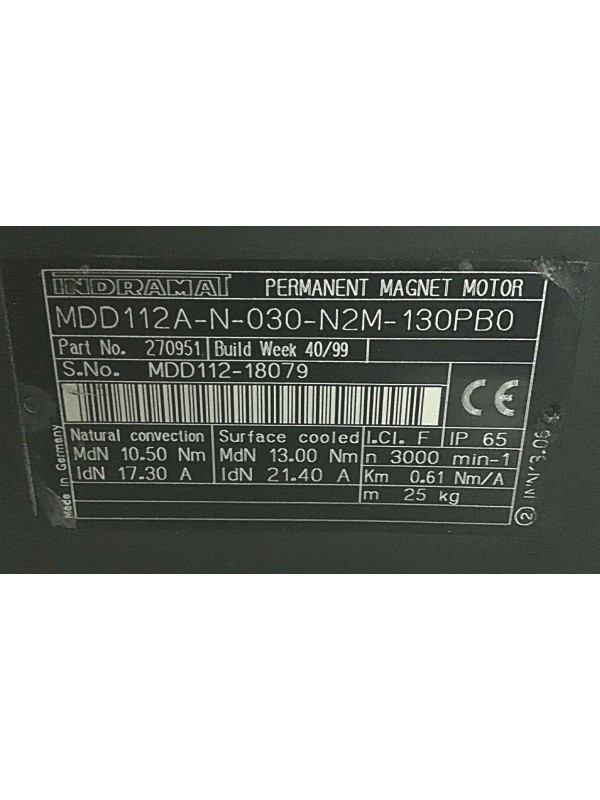 INDRAMAT PERMANENT MAGNET MOTOR
MDD112A-N-030-N2M-130PB0
Part No. 270951 Build Week 40/99
S.No. MDD112-18079
CE
Natural convection Surface cooled I.Cl. F IP 65
MdN 10.50 Nm MdN 13.00 Nm n 3000 min-1
IdN 17.30 A IdN 21.40 A Km 0.61 Nm/A
m 25 kg
Made in Germany